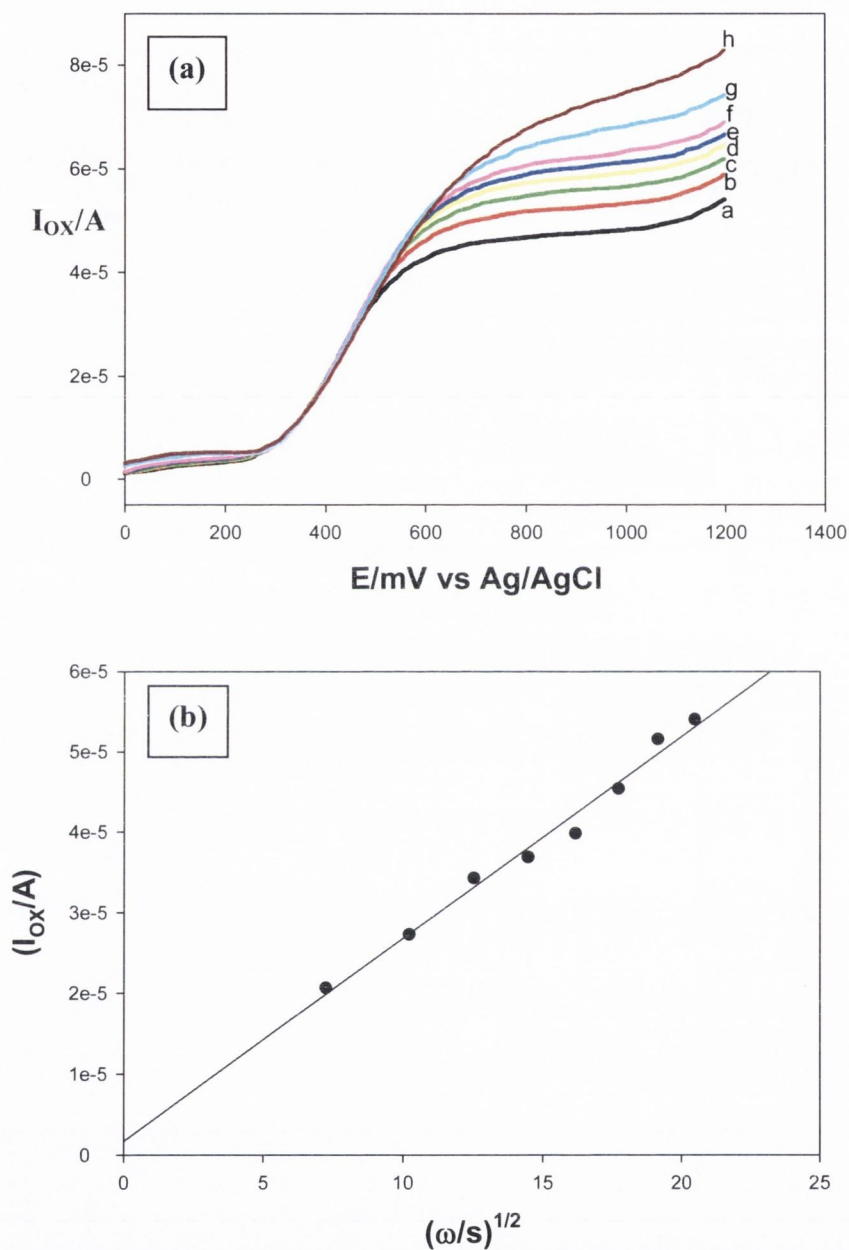 (a)
8e-5
6e-5
4e-5
2e-5
0
I_OX/A
h
g
f
e
d
c
b
a
0 200 400 600 800 1000 1200 1400
E/mV vs Ag/AgCl
(b)
6e-5
5e-5
4e-5
3e-5
2e-5
1e-5
0
(I_OX/A)
0 5 10 15 20 25
(ω/s)^1/2